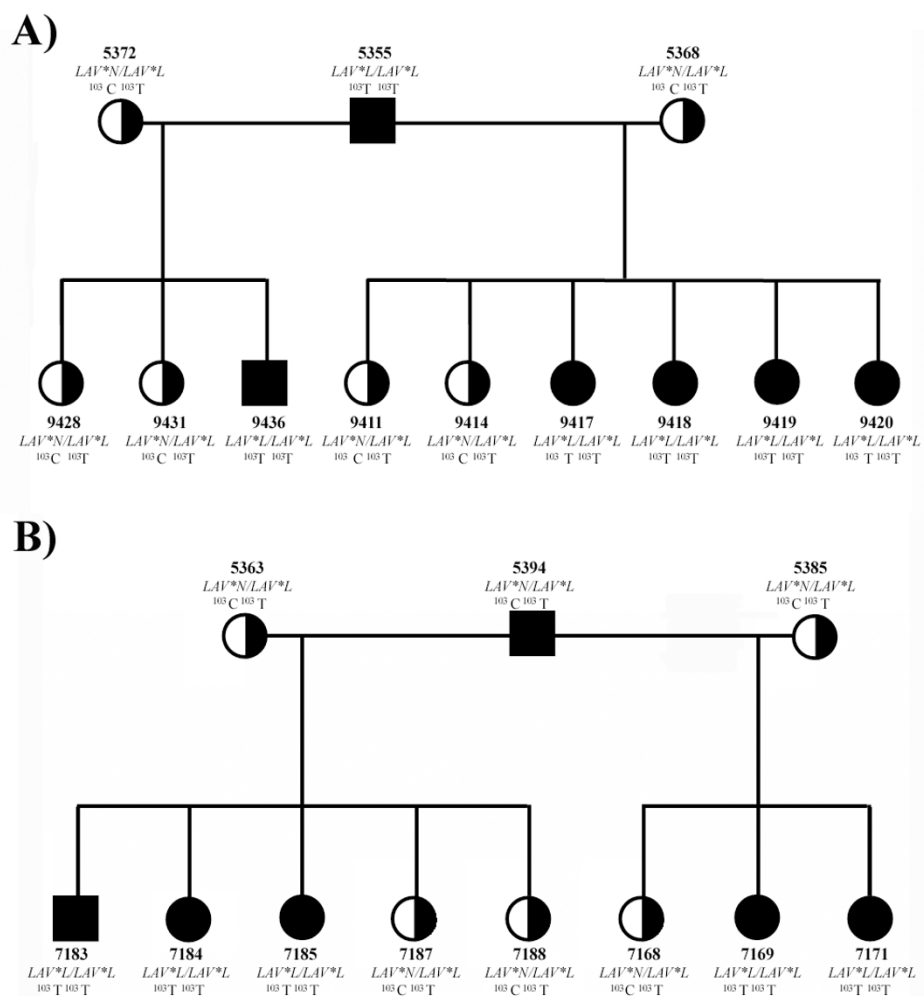 A)
5372 5355 5368
LAV*N/LAV*L LAV*L/LAV*L LAV*N/LAV*L
¹⁰³C ¹⁰³T ¹⁰³T ¹⁰³T ¹⁰³C ¹⁰³T
9428 9431 9436 9411 9414 9417 9418 9419 9420
LAV*N/LAV*L LAV*N/LAV*L LAV*L/LAV*L LAV*N/LAV*L LAV*N/LAV*L LAV*L/LAV*L LAV*L/LAV*L LAV*L/LAV*L LAV*L/LAV*L
¹⁰³C ¹⁰³T ¹⁰³C ¹⁰³T ¹⁰³T ¹⁰³T ¹⁰³C ¹⁰³T ¹⁰³C ¹⁰³T ¹⁰³T ¹⁰³T ¹⁰³T ¹⁰³T ¹⁰³T ¹⁰³T ¹⁰³T ¹⁰³T
B)
5363 5394 5385
LAV*N/LAV*L LAV*N/LAV*L LAV*N/LAV*L
¹⁰³C ¹⁰³T ¹⁰³C ¹⁰³T ¹⁰³C ¹⁰³T
7183 7184 7185 7187 7188 7168 7169 7171
LAV*L/LAV*L LAV*L/LAV*L LAV*L/LAV*L LAV*N/LAV*L LAV*N/LAV*L LAV*N/LAV*L LAV*L/LAV*L LAV*L/LAV*L
¹⁰³T ¹⁰³T ¹⁰³T ¹⁰³T ¹⁰³T ¹⁰³T ¹⁰³C ¹⁰³T ¹⁰³C ¹⁰³T ¹⁰³C ¹⁰³T ¹⁰³T ¹⁰³T ¹⁰³T ¹⁰³T